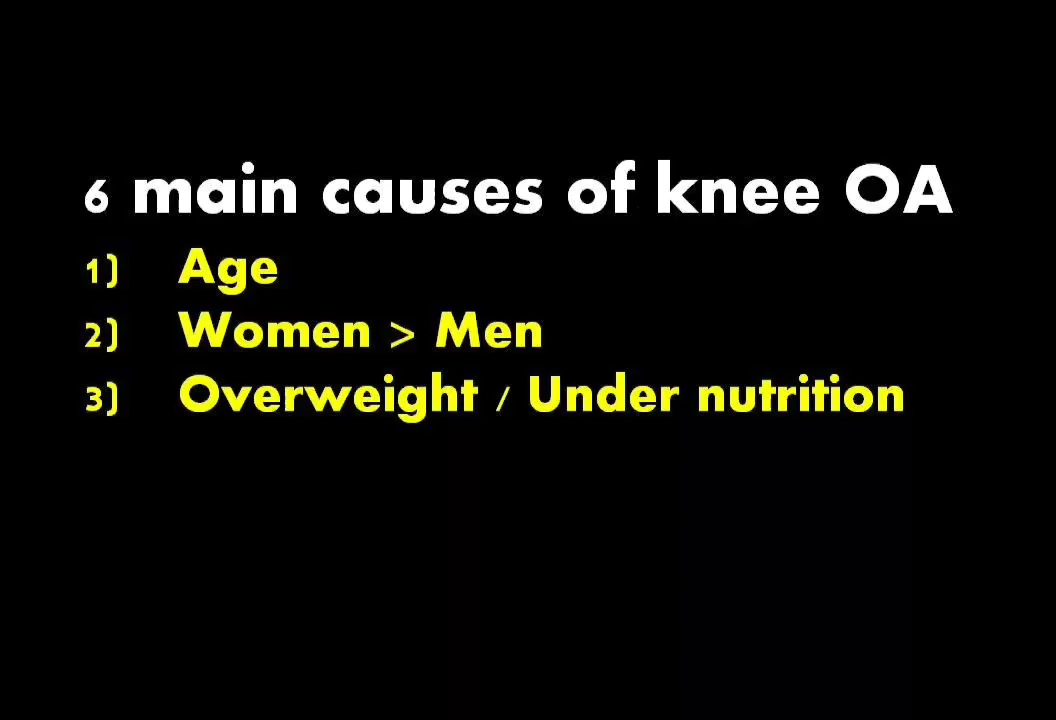 6 main causes of knee OA
1) Age
2) Women > Men
3) Overweight / Under nutrition